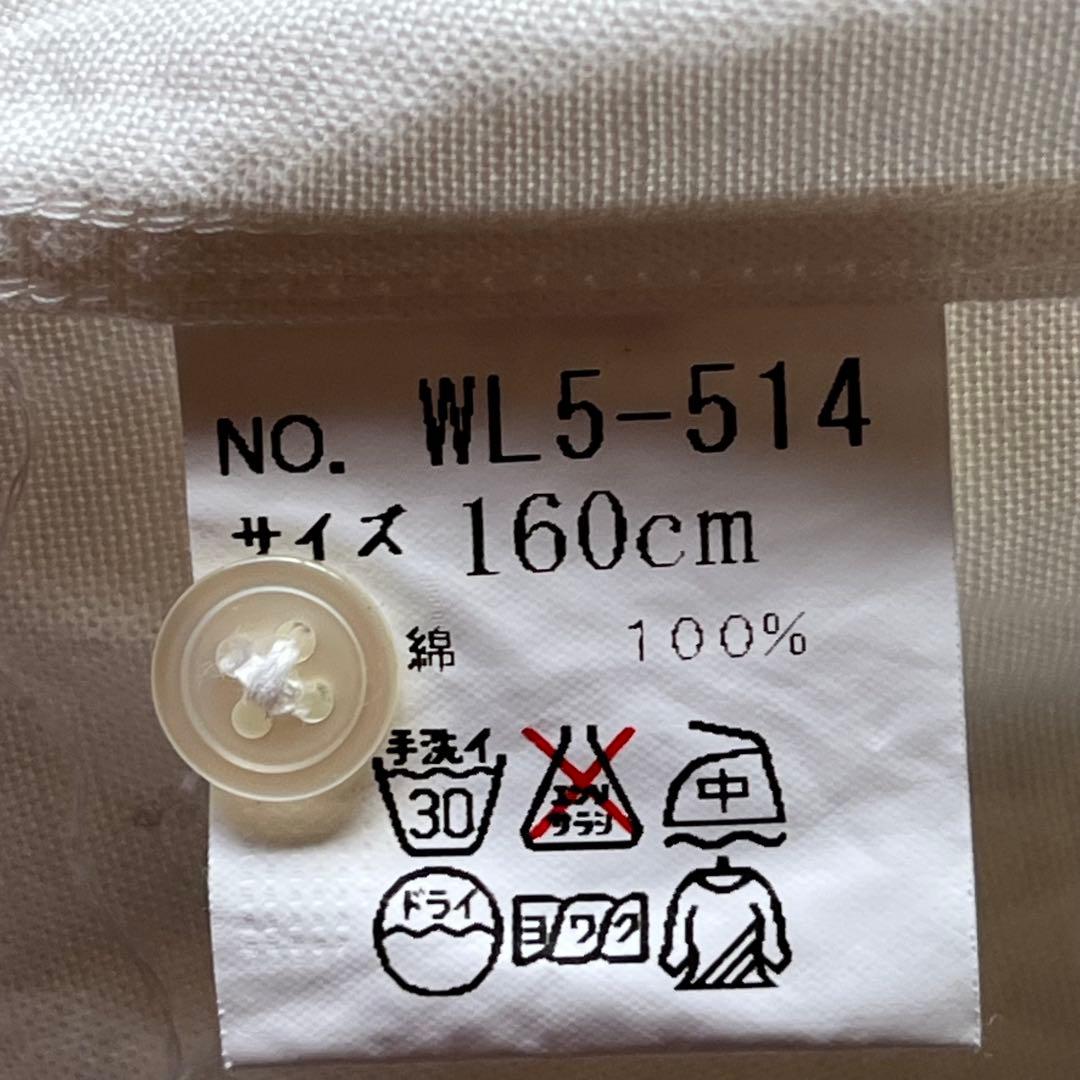 NO. WL5-514
サイズ 160cm
綿 100%
手洗イ
30
エンソ
サラシ
中
ドライ
ヨワク